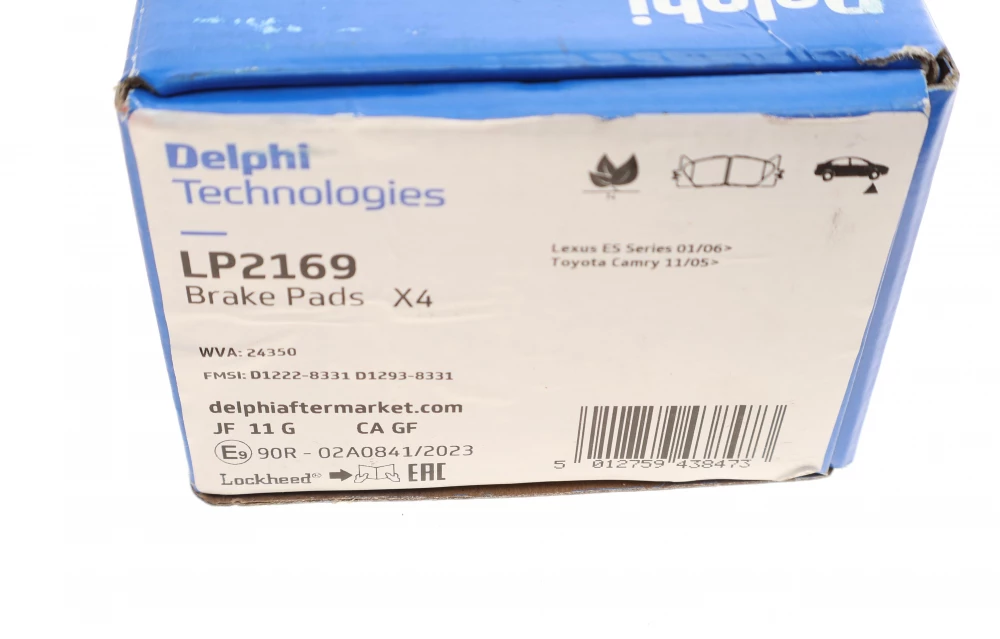 Delphi
Delphi
Technologies
LP2169
Brake Pads X4
Lexus ES Series 01/06>
Toyota Camry 11/05>
WVA: 24350
FMSI: D1222-8331 D1293-8331
delphiaftermarket.com
JF 11 G CA GF
E9 90R - 02A0841/2023
Lockheed® EAC
5 012759 438473